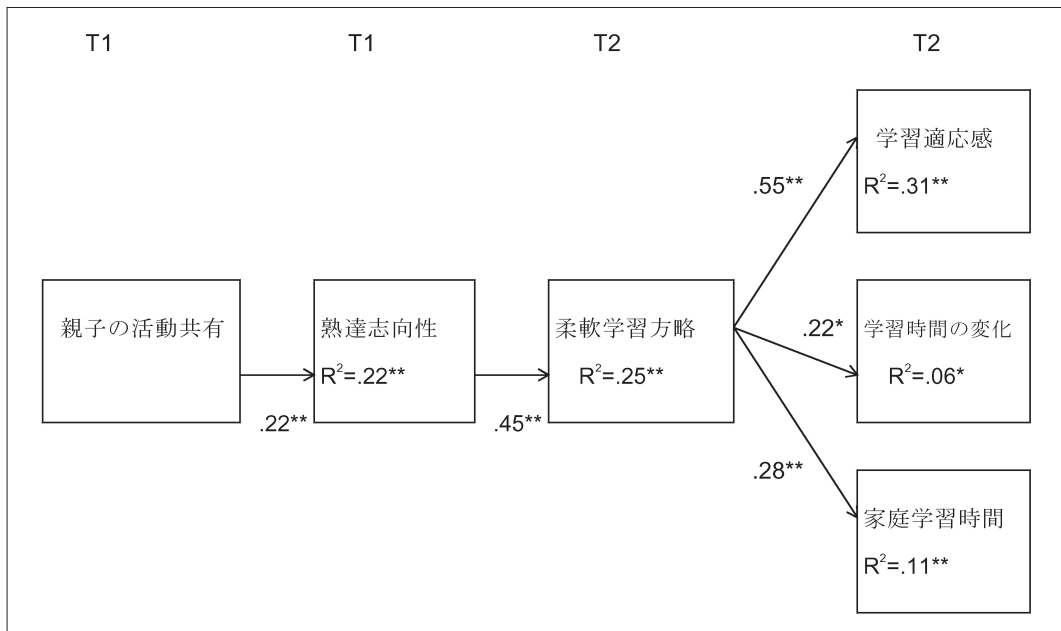 T1
T1
T2
T2
学習適応感
R²=.31**
.55**
親子の活動共有
.22**
熟達志向性
R²=.22**
.45**
柔軟学習方略
R²=.25**
.22*
学習時間の変化
R²=.06*
.28**
家庭学習時間
R²=.11**